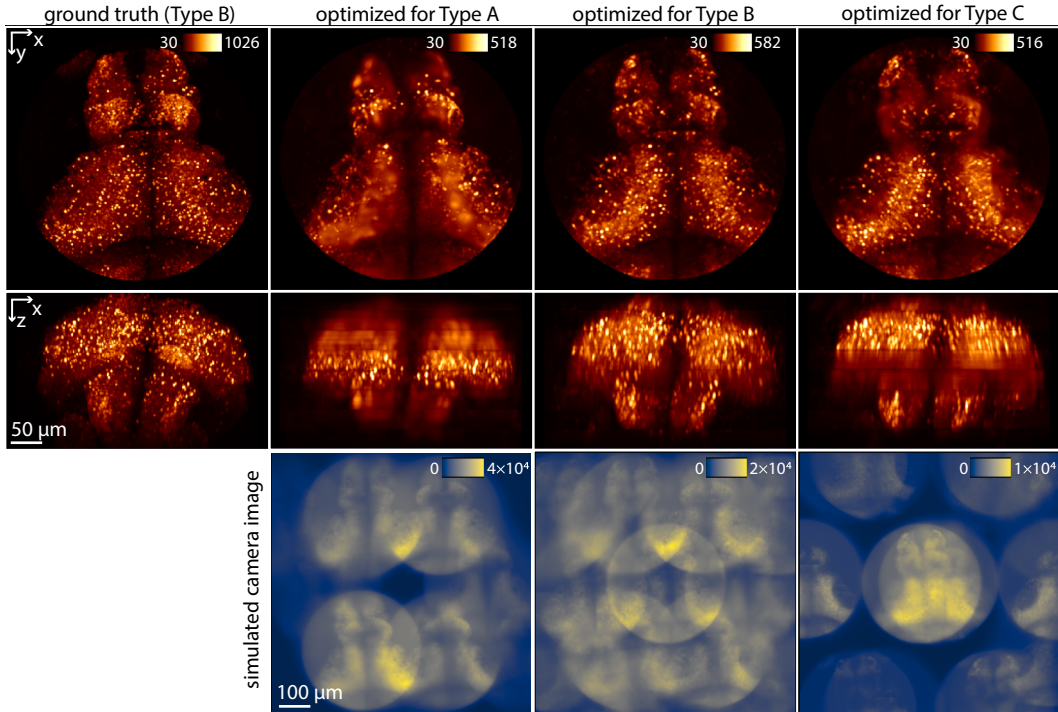 ground truth (Type B)
optimized for Type A
optimized for Type B
optimized for Type C
x
y
30 1026
30 518
30 582
30 516
x
z
50 μm
simulated camera image
0 4×10⁴
0 2×10⁴
0 1×10⁴
100 μm